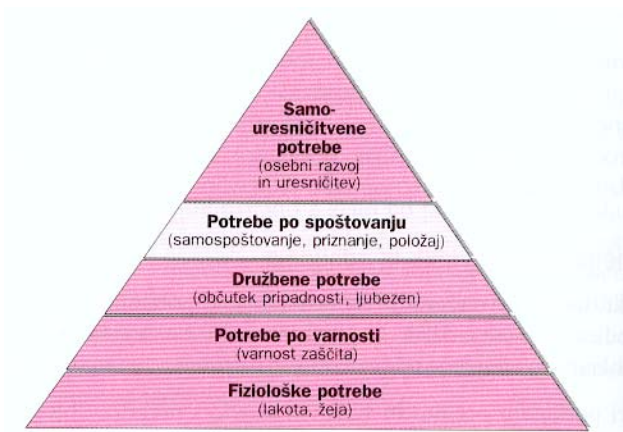 Samo-
uresničitvene
potrebe
(osebni razvoj
in uresničitev)
Potrebe po spoštovanju
(samospoštovanje, priznanje, položaj)
Družbene potrebe
(občutek pripadnosti, ljubezen)
Potrebe po varnosti
(varnost zaščita)
Fiziološke potrebe
(lakota, žeja)